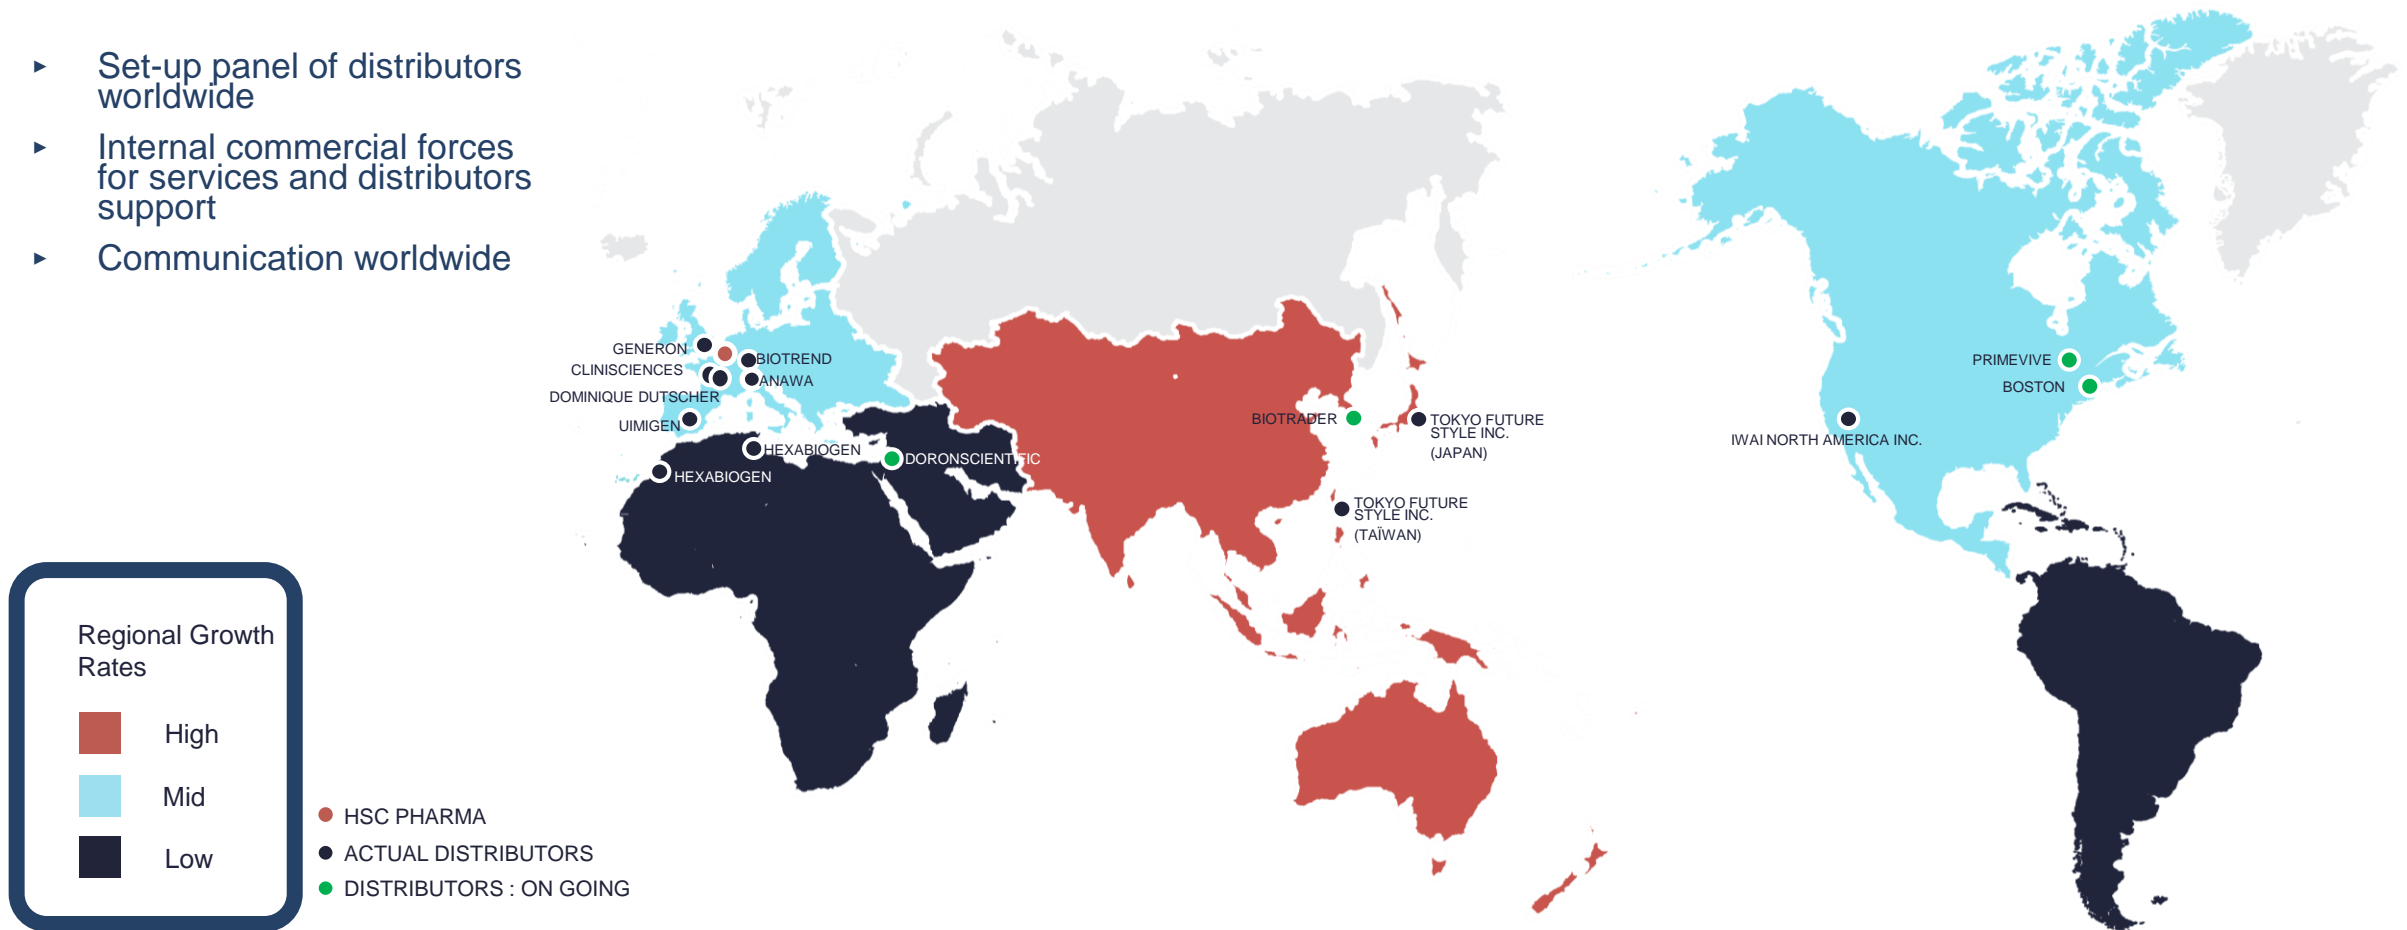 ► Set-up panel of distributors
worldwide
► Internal commercial forces
for services and distributors
support
► Communication worldwide
GENERON
BIOTREND
CLINISCIENCES
ANAWA
DOMINIQUE DUTSCHER
UIMIGEN
HEXABIOGEN
HEXABIOGEN
DORONSCIENTIFIC
BIOTRADER
TOKYO FUTURE
STYLE INC.
(JAPAN)
TOKYO FUTURE
STYLE INC.
(TAÏWAN)
PRIMEVIVE
BOSTON
IWAI NORTH AMERICA INC.
Regional Growth
Rates
High
Mid
Low
HSC PHARMA
ACTUAL DISTRIBUTORS
DISTRIBUTORS : ON GOING